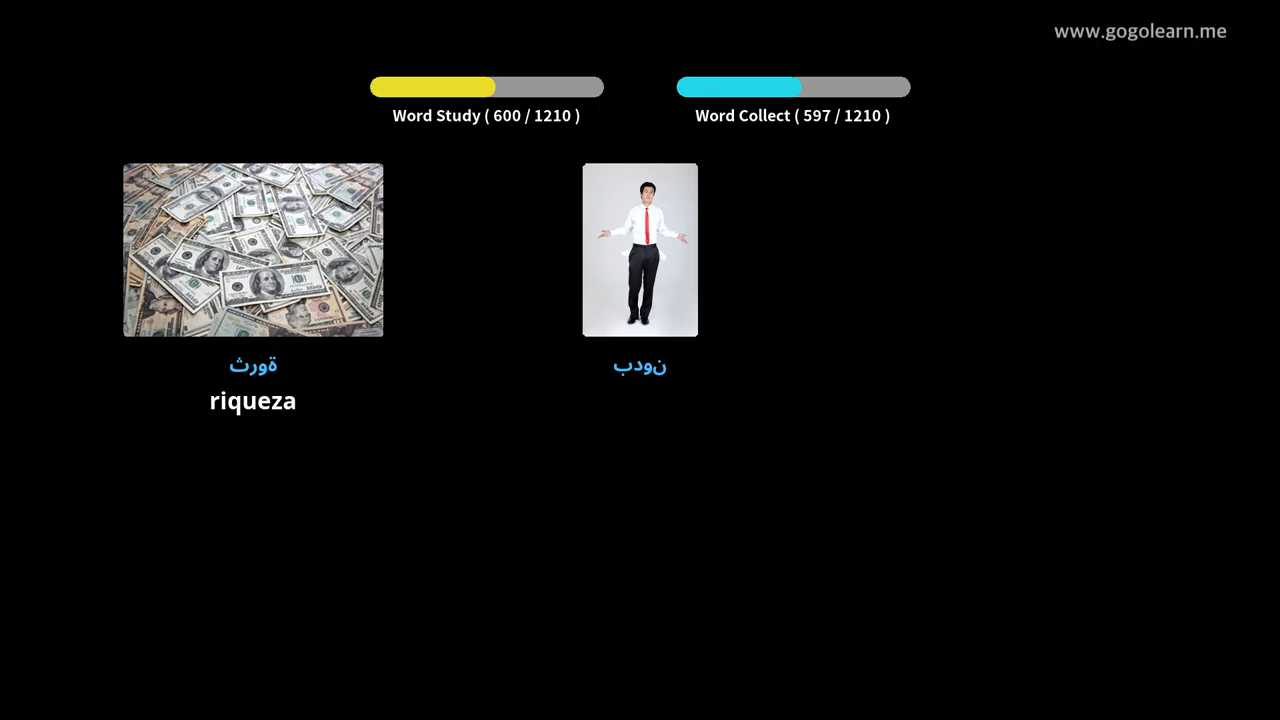 www.gogolearn.me
Word Study ( 600 / 1210 )
Word Collect ( 597 / 1210 )
ةورث
riqueza
نودب